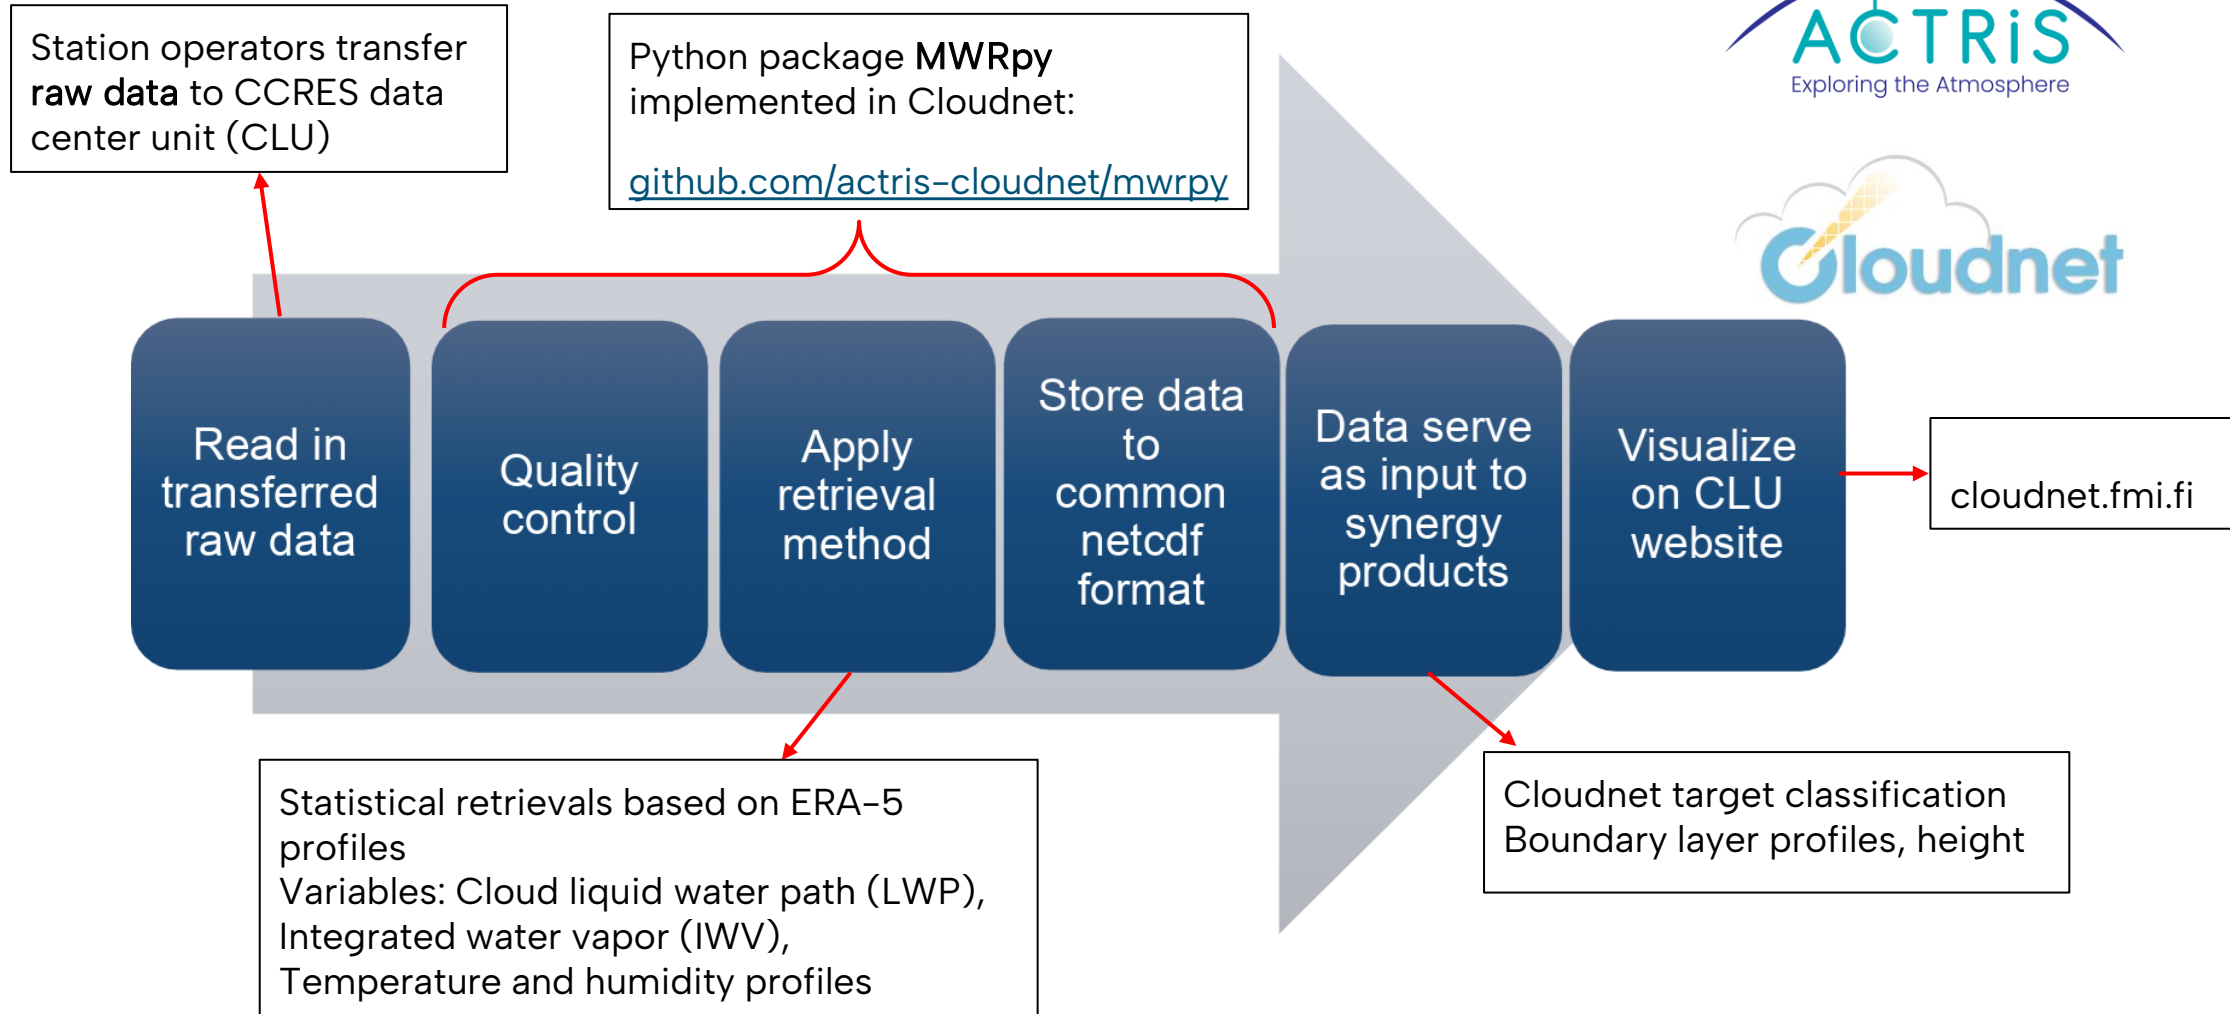 Station operators transfer
raw data to CCRES data
center unit (CLU)
Python package MWRpy
implemented in Cloudnet:
github.com/actris-cloudnet/mwrpy
ACTRiS
Exploring the Atmosphere
Cloudnet
Read in
transferred
raw data
Quality
control
Apply
retrieval
method
Store data
to
common
netcdf
format
Data serve
as input to
synergy
products
Visualize
on CLU
website
cloudnet.fmi.fi
Statistical retrievals based on ERA-5
profiles
Variables: Cloud liquid water path (LWP),
Integrated water vapor (IWV),
Temperature and humidity profiles
Cloudnet target classification
Boundary layer profiles, height